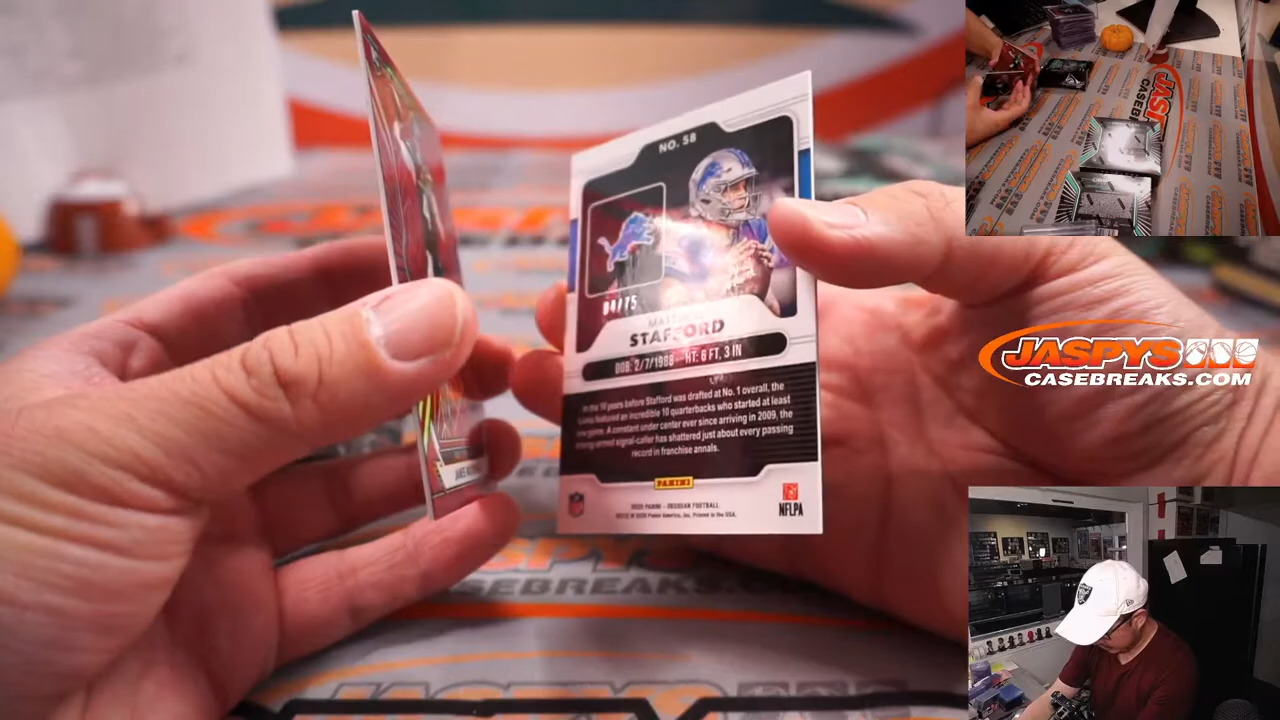 NO. 58
04/75
STAFFORD
DOB: 2/7/1988 – HT: 6 FT, 3 IN
In the 10 years before Stafford was drafted at No. 1 overall, the
Lions featured an incredible 10 quarterbacks who started at least
one game. A constant under center ever since arriving in 2009, the
strong-armed signal-caller has shattered just about every passing
record in franchise annals.
PANINI
2020 PANINI – OBSIDIAN FOOTBALL
NFLPA
JASPYS
CASEBREAKS.COM
JASPYS
CASEBREAKS.COM